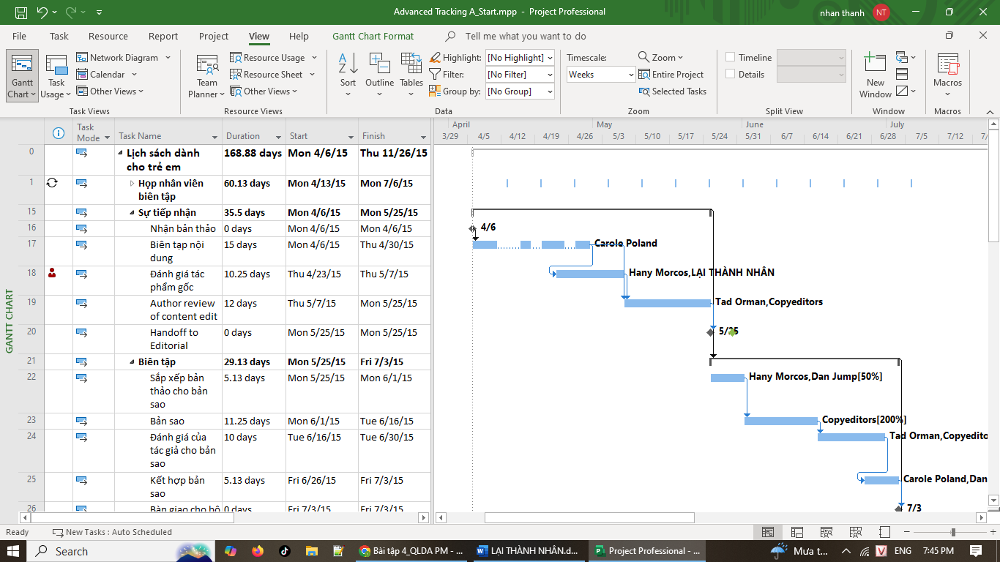 Advanced Tracking A_Start.mpp - Project Professional
nhan thanh NT
File Task Resource Report Project View Help Gantt Chart Format Tell me what you want to do
Gantt Chart
Task Usage
Network Diagram
Calendar
Other Views
Task Views
Team Planner
Resource Usage
Resource Sheet
Other Views
Resource Views
Sort
Outline
Tables
Highlight: [No Highlight]
Filter: [No Filter]
Group by: [No Group]
Data
Timescale:
Weeks
Zoom
Entire Project
Selected Tasks
Zoom
Timeline
Details
Split View
New Window
Window
Macros
Macros
Task Mode Task Name Duration Start Finish
April May June July
3/29 4/5 4/12 4/19 4/26 5/3 5/10 5/17 5/24 5/31 6/7 6/14 6/21 6/28 7/5 7/12
0 Lịch sách dành cho trẻ em 168.88 days Mon 4/6/15 Thu 11/26/15
1 Họp nhân viên biên tập 60.13 days Mon 4/13/15 Mon 7/6/15
15 Sự tiếp nhận 35.5 days Mon 4/6/15 Mon 5/25/15
16 Nhận bản thảo 0 days Mon 4/6/15 Mon 4/6/15 4/6
17 Biên tạp nội dung 15 days Mon 4/6/15 Thu 4/30/15 Carole Poland
18 Đánh giá tác phẩm gốc 10.25 days Thu 4/23/15 Thu 5/7/15 Hany Morcos,LẠI THÀNH NHÂN
19 Author review of content edit 12 days Thu 5/7/15 Mon 5/25/15 Tad Orman,Copyeditors
20 Handoff to Editorial 0 days Mon 5/25/15 Mon 5/25/15 5/25
21 Biên tập 29.13 days Mon 5/25/15 Fri 7/3/15
22 Sắp xếp bản thảo cho bản sao 5.13 days Mon 5/25/15 Mon 6/1/15 Hany Morcos,Dan Jump[50%]
23 Bản sao 11.25 days Mon 6/1/15 Tue 6/16/15 Copyeditors[200%]
24 Đánh giá của tác giả cho bản sao 10 days Tue 6/16/15 Tue 6/30/15 Tad Orman,Copyedito
25 Kết hợp bản sao 5.13 days Fri 6/26/15 Fri 7/3/15 Carole Poland,Dan
26 Bàn giao cho bộ 0 days Fri 7/3/15 Fri 7/3/15 7/3
GANTT CHART
Ready New Tasks : Auto Scheduled
Search
Bài tập 4_QLDA PM - ...
LẠI THÀNH NHÂN.d...
Project Professional - ...
Mưa t...
V ENG 7:45 PM